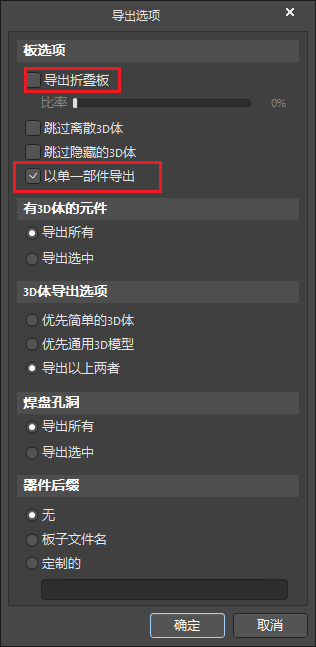 导出选项
板选项
导出折叠板
比率
0%
跳过离散3D体
跳过隐藏的3D体
以单一部件导出
有3D体的元件
导出所有
导出选中
3D体导出选项
优先简单的3D体
优先通用3D模型
导出以上两者
焊盘孔洞
导出所有
导出选中
器件后缀
无
板子文件名
定制的
确定
取消